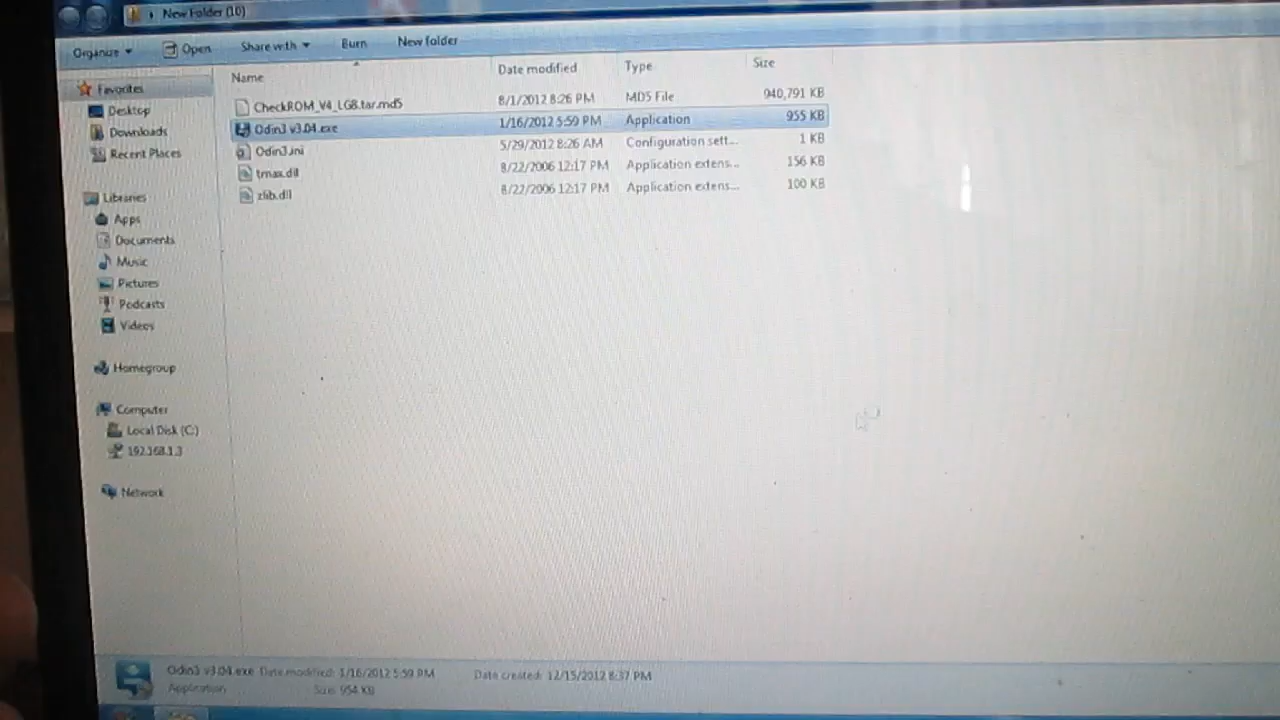 New Folder (10)
Organize Open Share with Burn New folder
Name Date modified Type Size
CheckROM_V4_LG8.tar.md5 8/1/2012 8:26 PM MD5 File 940,791 KB
Odin3 v3.04.exe 1/16/2012 5:59 PM Application 955 KB
Odin3.ini 5/29/2012 8:26 AM Configuration sett... 1 KB
tmax.dll 8/22/2006 12:17 PM Application extens... 156 KB
zlib.dll 8/22/2006 12:17 PM Application extens... 100 KB
Favorites
Desktop
Downloads
Recent Places
Libraries
Apps
Documents
Music
Pictures
Podcasts
Videos
Homegroup
Computer
Local Disk (C:)
192.168.1.3
Network
Odin3 v3.04.exe Date modified: 1/16/2012 5:59 PM Date created: 12/15/2012 8:37 PM
Application Size: 954 KB